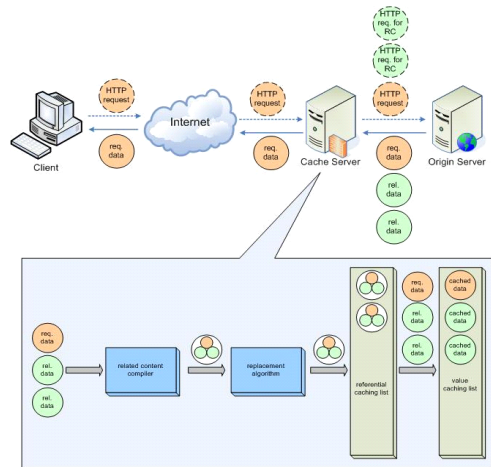 HTTP
req. for
RC
HTTP
req. for
RC
HTTP
request
HTTP
request
HTTP
request
Internet
req.
data
req.
data
req.
data
Client
Cache Server
Origin Server
rel.
data
rel.
data
req.
data
rel.
data
rel.
data
related content
compiler
replacement
algorithm
referential
caching list
req.
data
rel.
data
rel.
data
cached
data
cached
data
cached
data
value
caching list